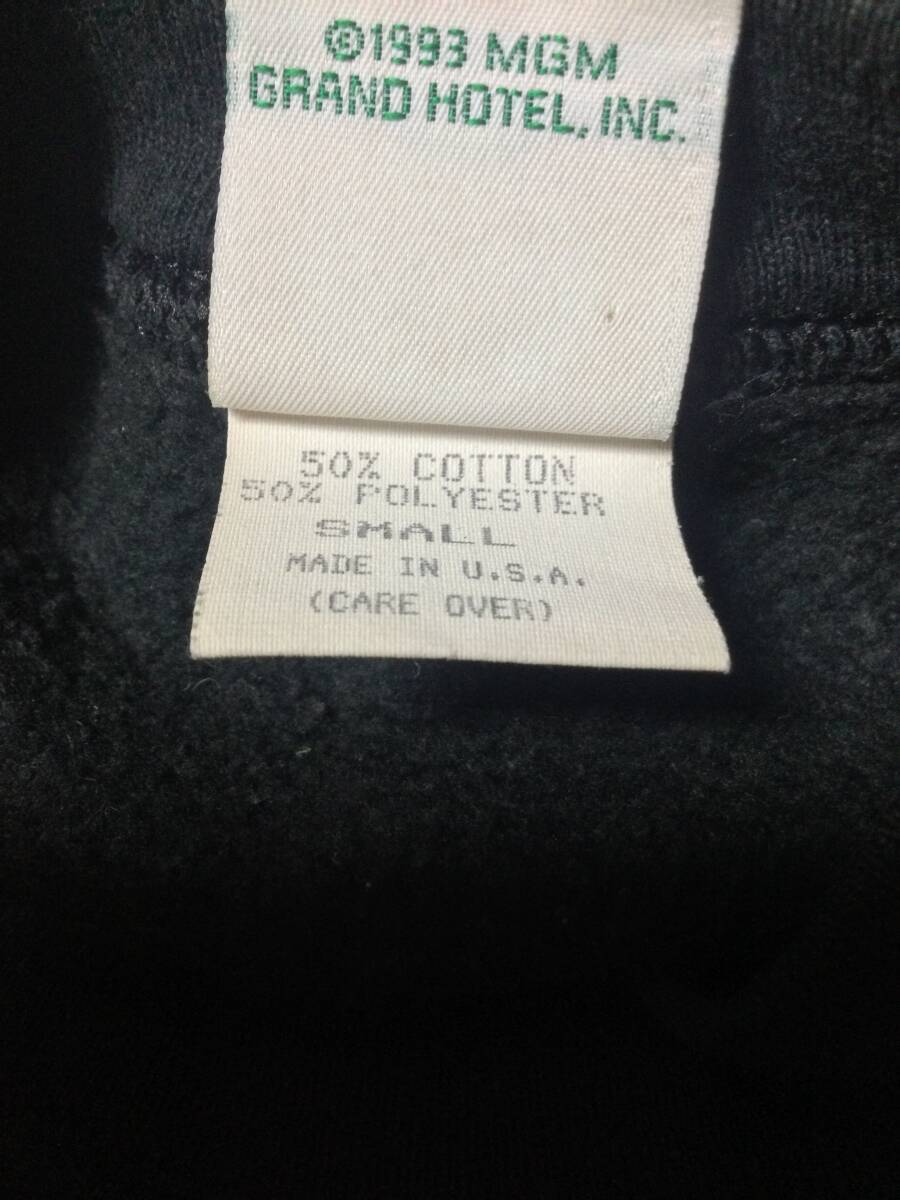 ©1993 MGM
GRAND HOTEL, INC.
50% COTTON
50% POLYESTER
SMALL
MADE IN U.S.A.
(CARE OVER)